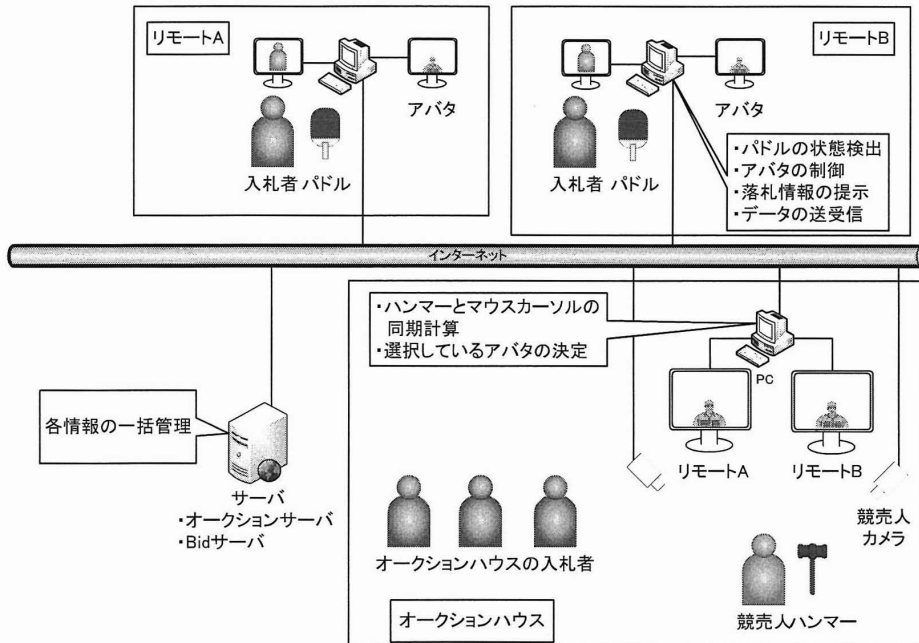 リモートA
アバタ
入札者 パドル
リモートB
アバタ
入札者 パドル
・パドルの状態検出
・アバタの制御
・落札情報の提示
・データの送受信
インターネット
・ハンマーとマウスカーソルの
同期計算
・選択しているアバタの決定
PC
リモートA
リモートB
各情報の一括管理
サーバ
・オークションサーバ
・Bidサーバ
競売人
カメラ
オークションハウスの入札者
競売人ハンマー
オークションハウス